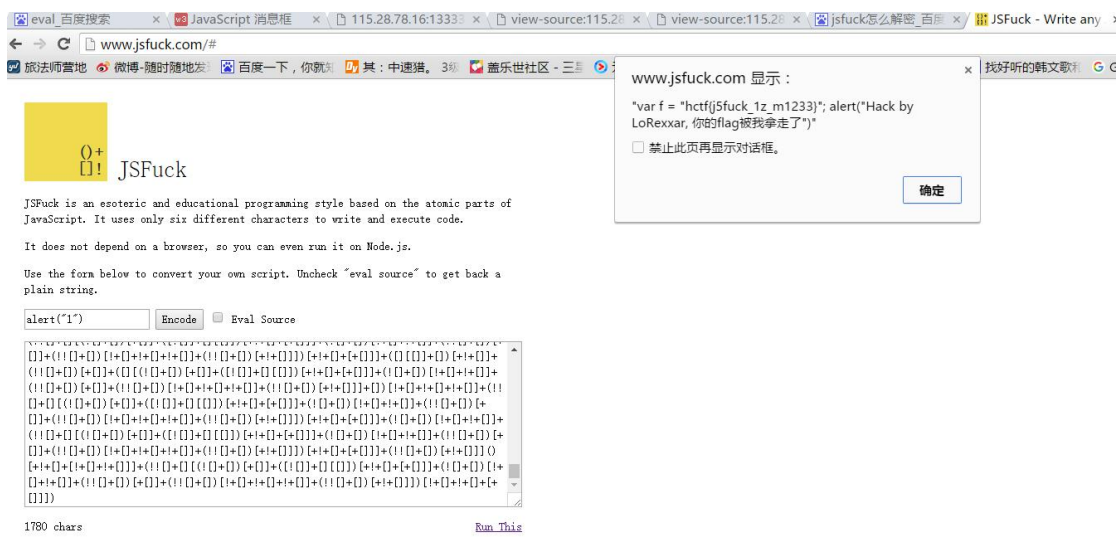 eval_百度搜索
JavaScript 消息框
115.28.78.16:13333
view-source:115.28
view-source:115.28
jsfuck怎么解密_百度
JSFuck - Write any
www.jsfuck.com/#
旅法师营地
微博-随时随地发
百度一下，你就知
其：中速猎。 3级
盖乐世社区 - 三星
找好听的韩文歌和
www.jsfuck.com 显示：
"var f = "hctf{j5fuck_1z_m1233}"; alert("Hack by
LoRexxar, 你的flag被我拿走了")"
禁止此页再显示对话框。
确定
()+
[]!
JSFuck
JSFuck is an esoteric and educational programming style based on the atomic parts of
JavaScript. It uses only six different characters to write and execute code.
It does not depend on a browser, so you can even run it on Node.js.
Use the form below to convert your own script. Uncheck "eval source" to get back a
plain string.
alert("1")
Encode
Eval Source
[]]+(!![]+[])[!+[]+!+[]+!+[]]+(!![]+[])[+!+[]]])[+!+[]+[+[]]]+([][[]]+[])[+!+[]]+
(!![]+[])[+[]]+([][(![]+[])[+[]]+([![]]+[][[]])[+!+[]+[+[]]]+(![]+[])[!+[]+!+[]]+
(!![]+[])[+[]]+(!![]+[])[!+[]+!+[]+!+[]]+(!![]+[])[+!+[]]]+[])[!+[]+!+[]+!+[]]+(!!
[]+[][(![]+[])[+[]]+([![]]+[][[]])[+!+[]+[+[]]]+(![]+[])[!+[]+!+[]]+(!![]+[])[+
[]]+(!![]+[])[!+[]+!+[]+!+[]]+(!![]+[])[+!+[]]])[+!+[]+[+[]]]+(![]+[])[!+[]+!+[]]+
(!![]+[][(![]+[])[+[]]+([![]]+[][[]])[+!+[]+[+[]]]+(![]+[])[!+[]+!+[]]+(!![]+[])[+
[]]+(!![]+[])[!+[]+!+[]+!+[]]+(!![]+[])[+!+[]]])[+!+[]+[+[]]]+(!![]+[])[+!+[]]]()
[+!+[]+[!+[]+!+[]]]+(!![]+[][(![]+[])[+[]]+([![]]+[][[]])[+!+[]+[+[]]]+(![]+[])[!+
[]+!+[]]+(!![]+[])[+[]]+(!![]+[])[!+[]+!+[]+!+[]]+(!![]+[])[+!+[]]])[!+[]+!+[]+[+
[]]])
1780 chars
Run This